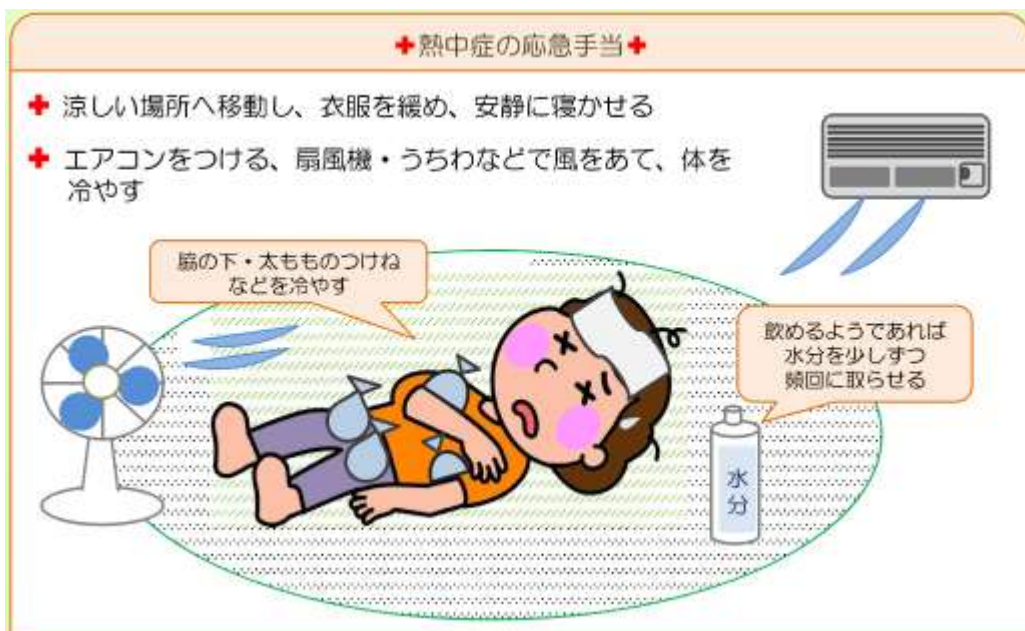 ✚熱中症の応急手当✚
✚ 涼しい場所へ移動し、衣服を緩め、安静に寝かせる
✚ エアコンをつける、扇風機・うちわなどで風をあて、体を
冷やす
脇の下・太もものつけね
などを冷やす
飲めるようであれば
水分を少しずつ
頻回に取らせる
水
分